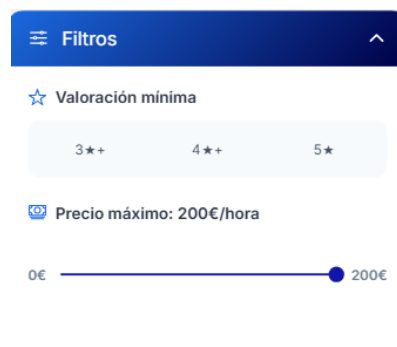 Filtros
Valoración mínima
3★+ 4★+ 5★
Precio máximo: 200€/hora
0€ 200€